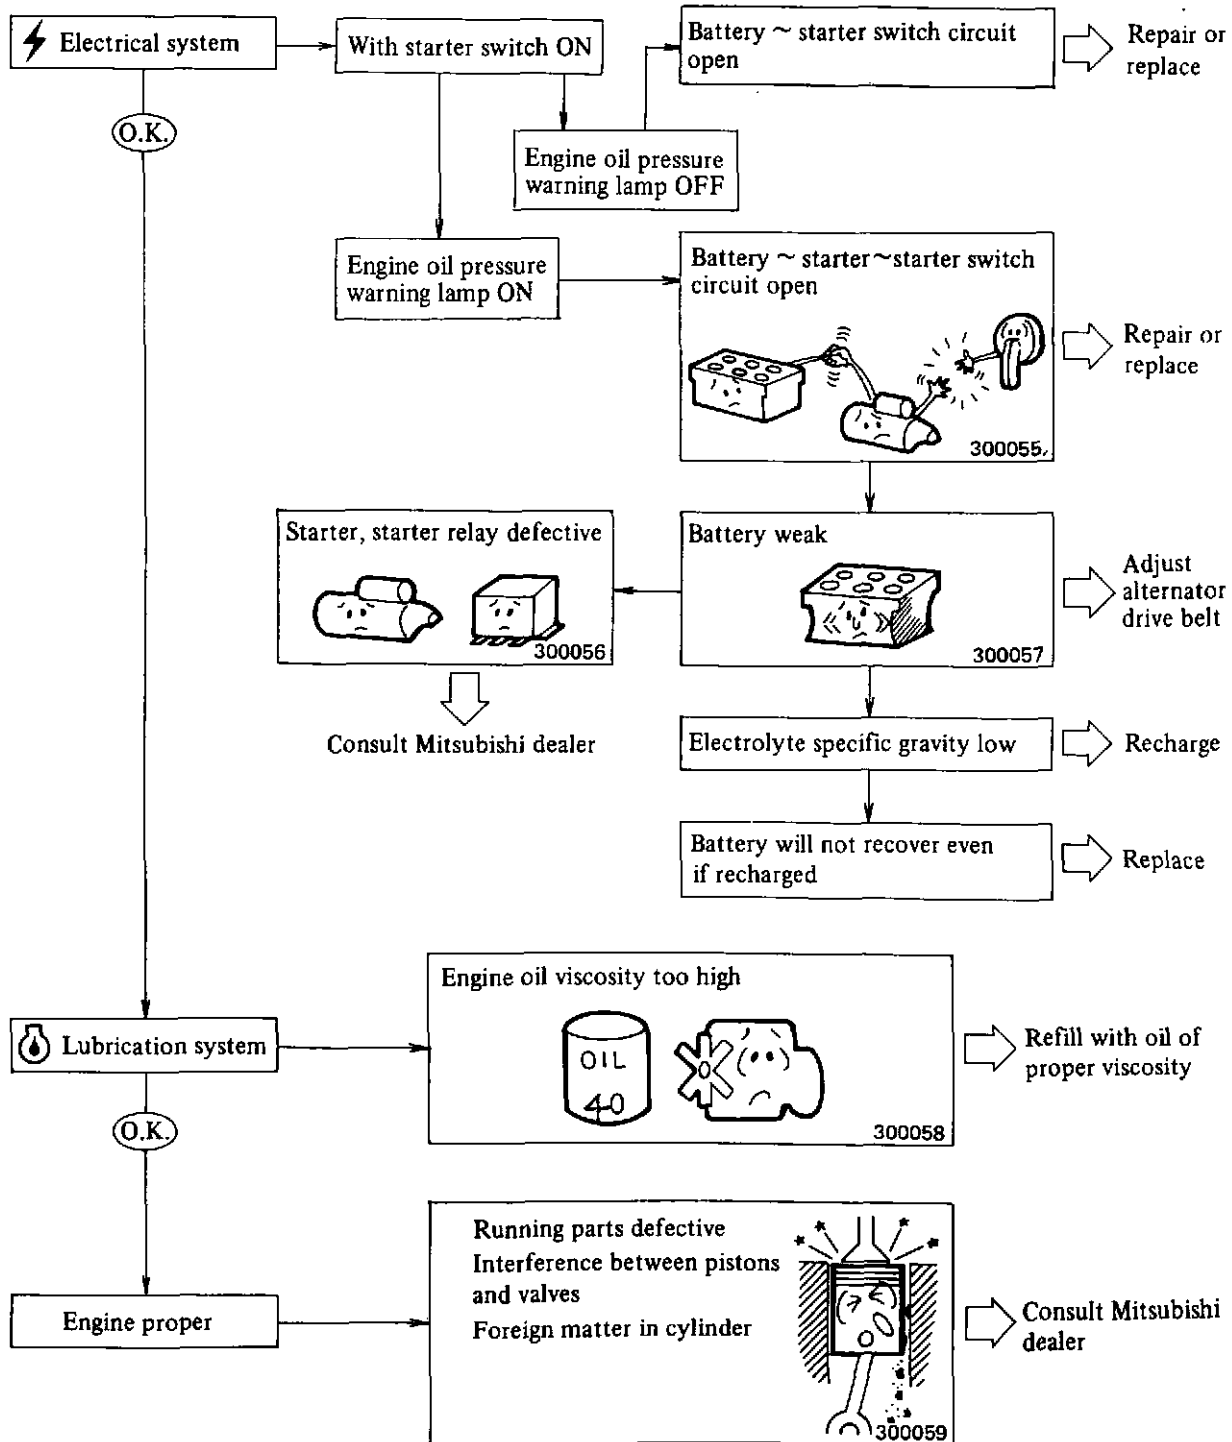 Electrical system
With starter switch ON
Battery ~ starter switch circuit
open
Repair or
replace
O.K.
Engine oil pressure
warning lamp OFF
Engine oil pressure
warning lamp ON
Battery ~ starter~starter switch
circuit open
300055
Repair or
replace
Starter, starter relay defective
300056
Consult Mitsubishi dealer
Battery weak
300057
Adjust
alternator
drive belt
Electrolyte specific gravity low
Recharge
Battery will not recover even
if recharged
Replace
Lubrication system
Engine oil viscosity too high
OIL
40
300058
Refill with oil of
proper viscosity
O.K.
Engine proper
Running parts defective
Interference between pistons
and valves
Foreign matter in cylinder
300059
Consult Mitsubishi
dealer